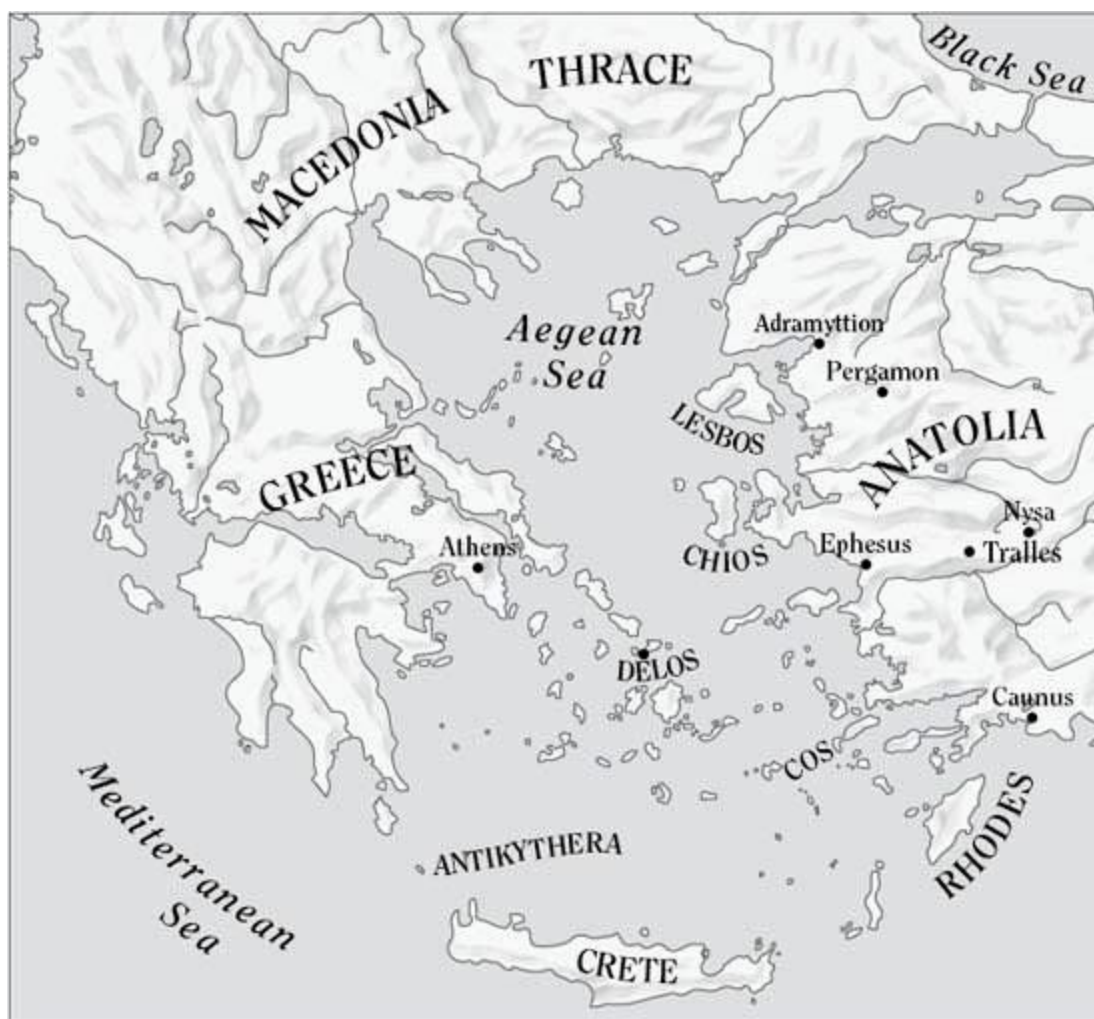 Black Sea
THRACE
MACEDONIA
Aegean
Sea
Adramyttion
Pergamon
LESBOS
ANATOLIA
GREECE
Nysa
Athens
CHIOS
Ephesus
Tralles
DELOS
Caunus
COS
Mediterranean
Sea
RHODES
ANTIKYTHERA
CRETE